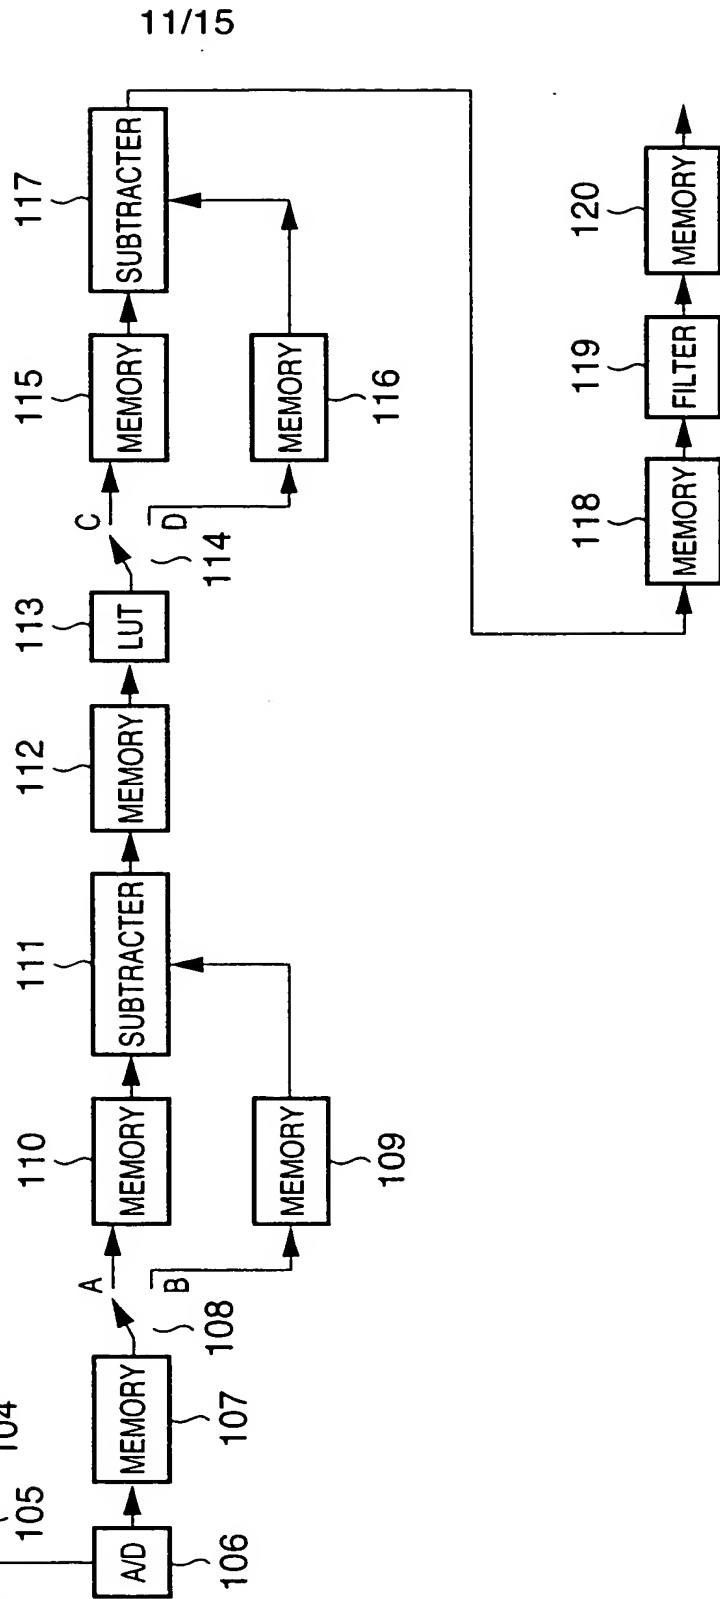 11/15
104
105
A/D
106
MEMORY
107
108
A
B
MEMORY
110
MEMORY
109
SUBTRACTER
111
MEMORY
112
LUT
113
114
C
D
MEMORY
115
MEMORY
116
SUBTRACTER
117
MEMORY
118
FILTER
119
MEMORY
120